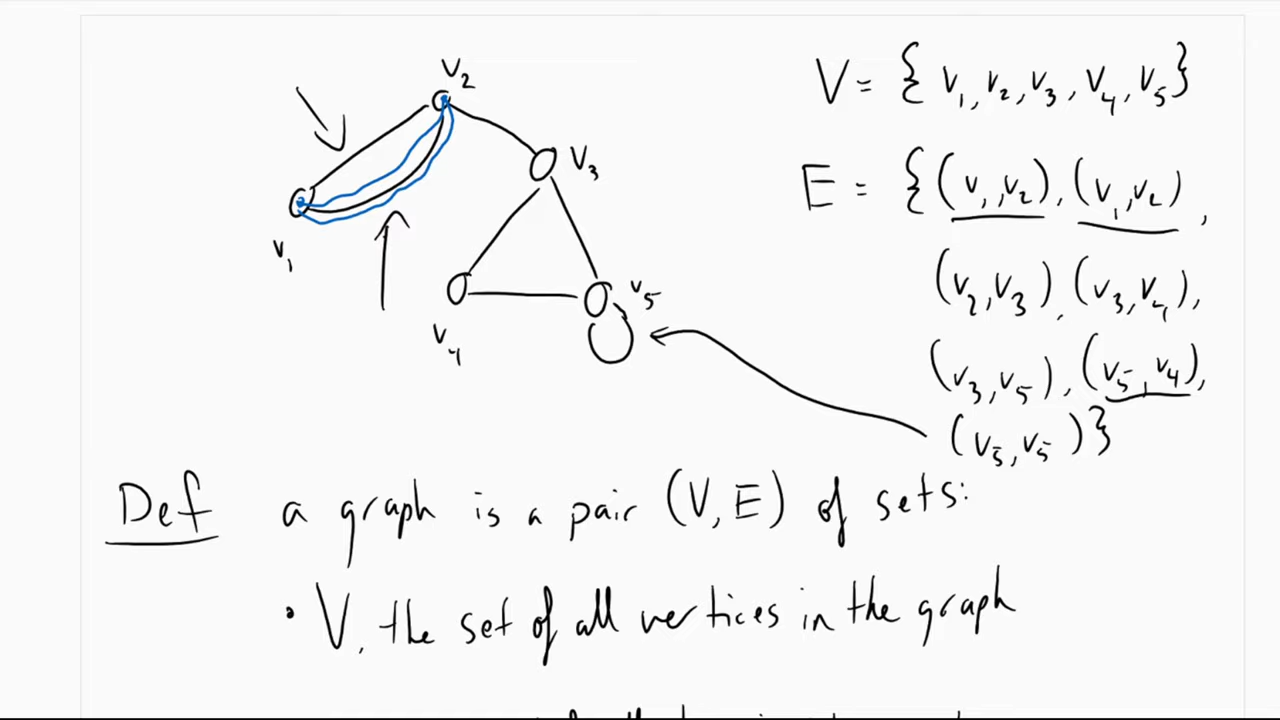 V₂
V₃
V₁
V₅
V₄
V = { V₁, V₂, V₃, V₄, V₅}
E = {(V₁, V₂), (V₁, V₂),
(V₂, V₃), (V₃, V₄),
(V₃, V₅), (V₅, V₄),
(V₅, V₅)}
Def a graph is a pair (V, E) of sets:
• V, the set of all vertices in the graph